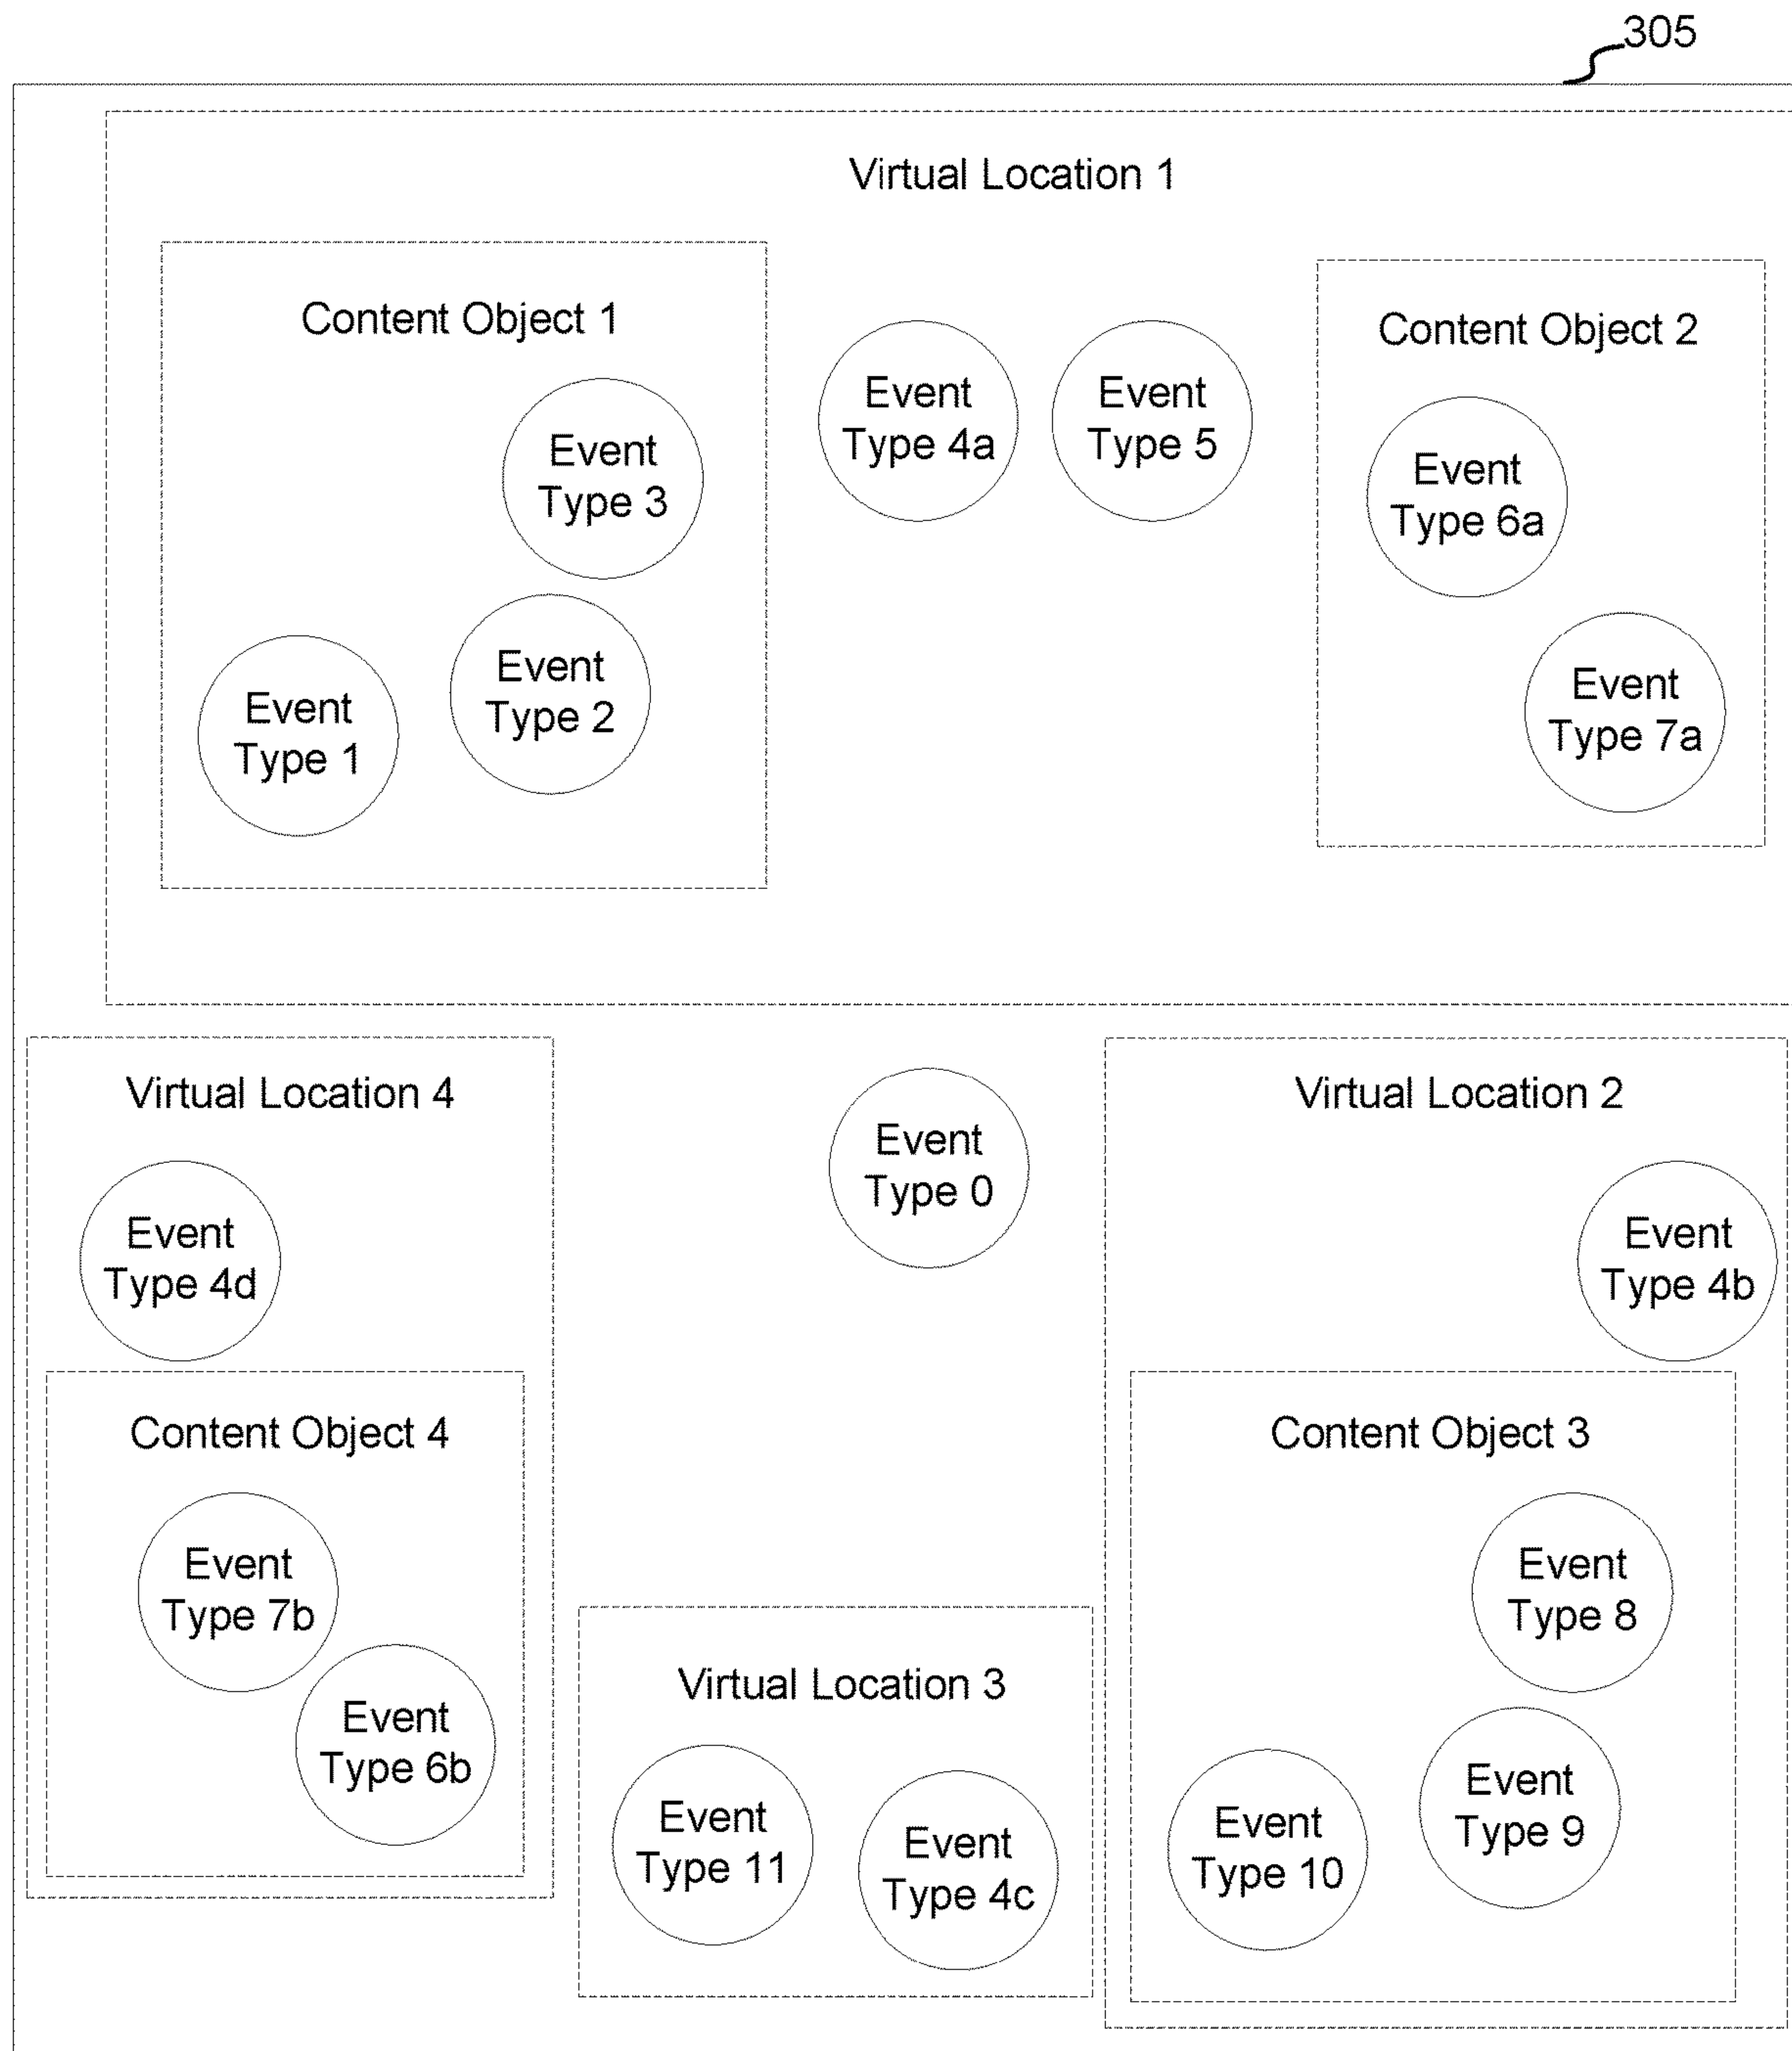 305
Virtual Location 1
Content Object 1
Event
Type 3
Event
Type 2
Event
Type 1
Event
Type 4a
Event
Type 5
Content Object 2
Event
Type 6a
Event
Type 7a
Virtual Location 4
Event
Type 4d
Content Object 4
Event
Type 7b
Event
Type 6b
Event
Type 0
Virtual Location 3
Event
Type 11
Event
Type 4c
Virtual Location 2
Event
Type 4b
Content Object 3
Event
Type 8
Event
Type 9
Event
Type 10